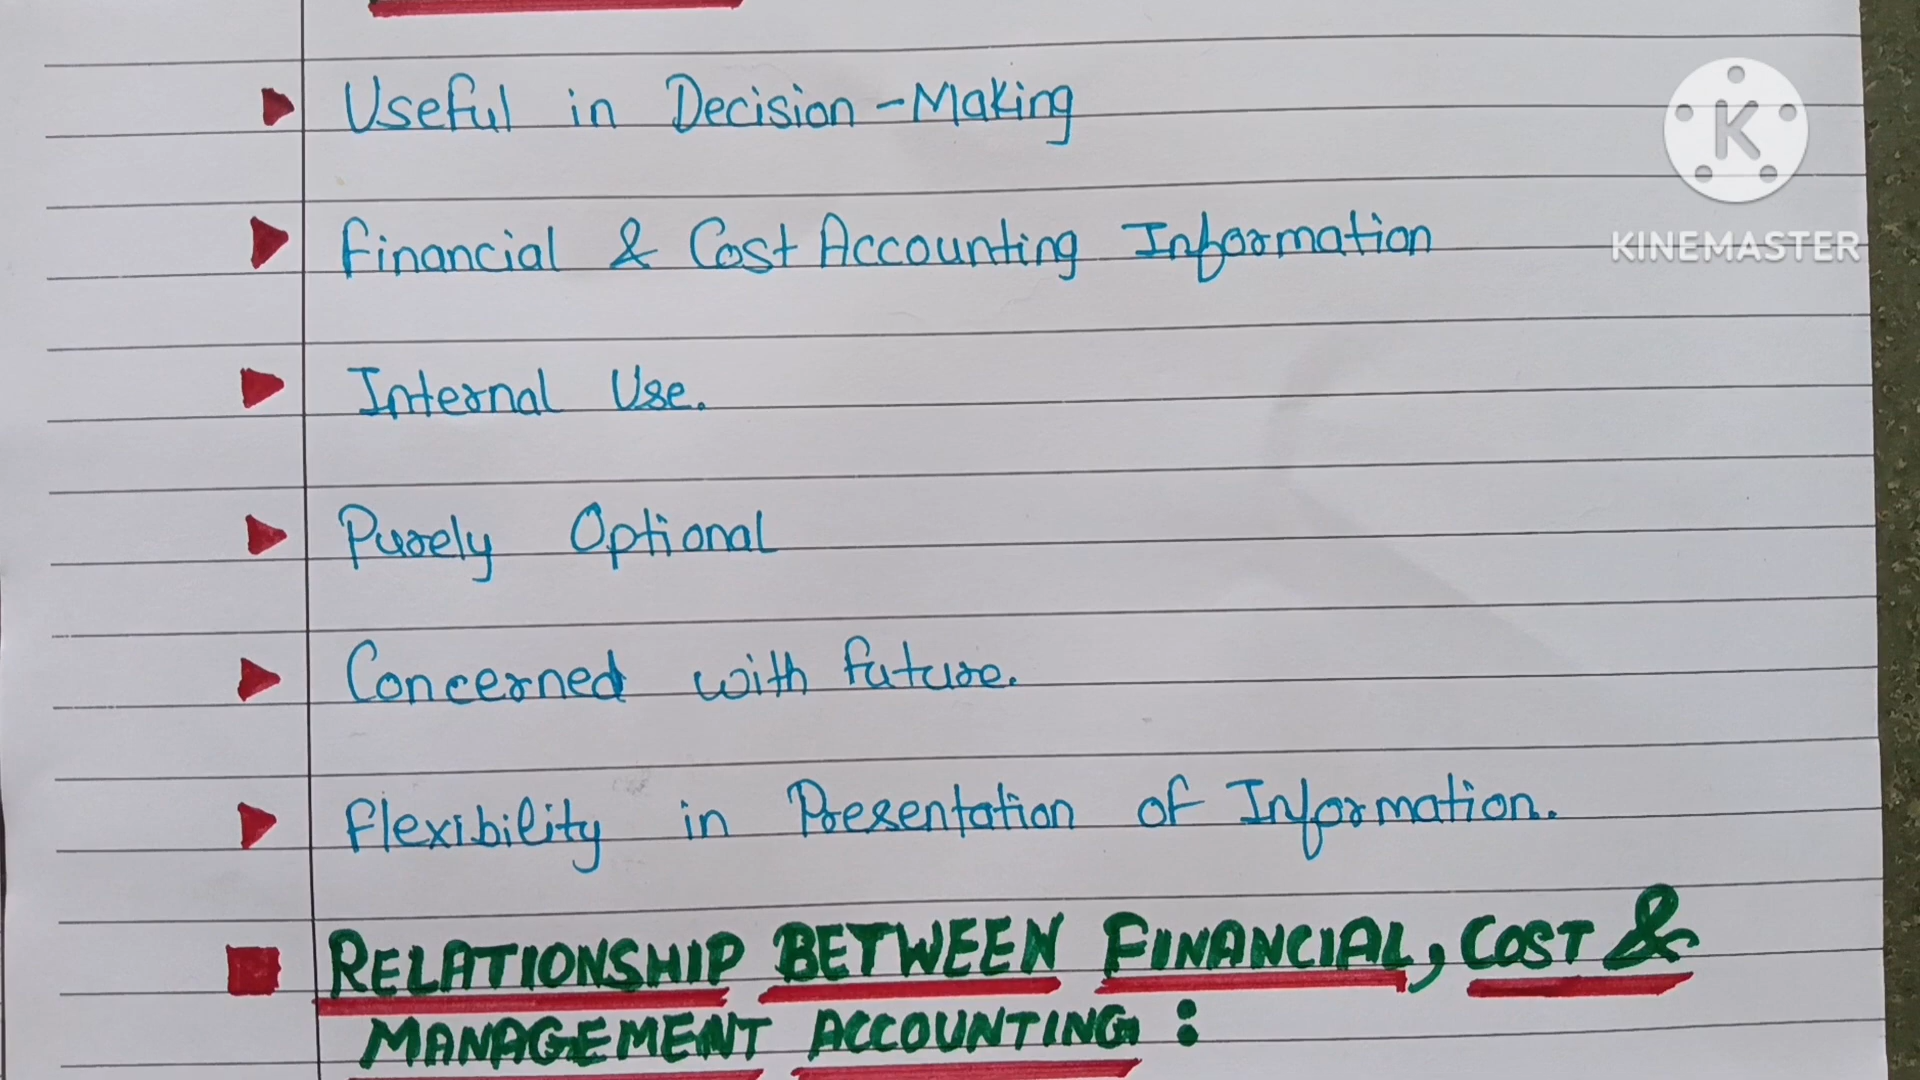 Useful in Decision-Making
Financial & Cost Accounting Information
Internal Use.
Purely Optional
Concerned with future.
Flexibility in Presentation of Information.
RELATIONSHIP BETWEEN FINANCIAL, COST &
MANAGEMENT ACCOUNTING:
K
KINEMASTER